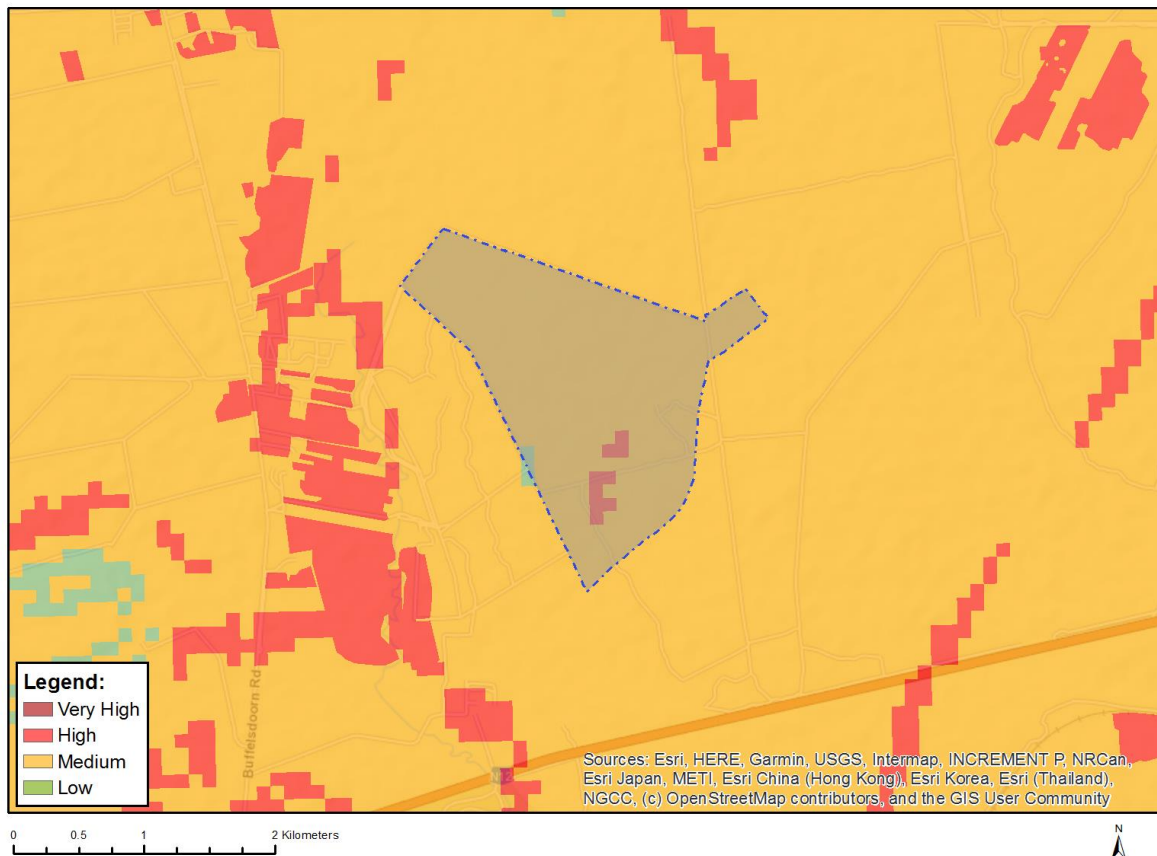 Buffelsdoorn Rd
Legend:
Very High
High
Medium
Low
Sources: Esri, HERE, Garmin, USGS, Intermap, INCREMENT P, NRCan,
Esri Japan, METI, Esri China (Hong Kong), Esri Korea, Esri (Thailand),
NGCC, (c) OpenStreetMap contributors, and the GIS User Community
0 0.5 1 2 Kilometers
N